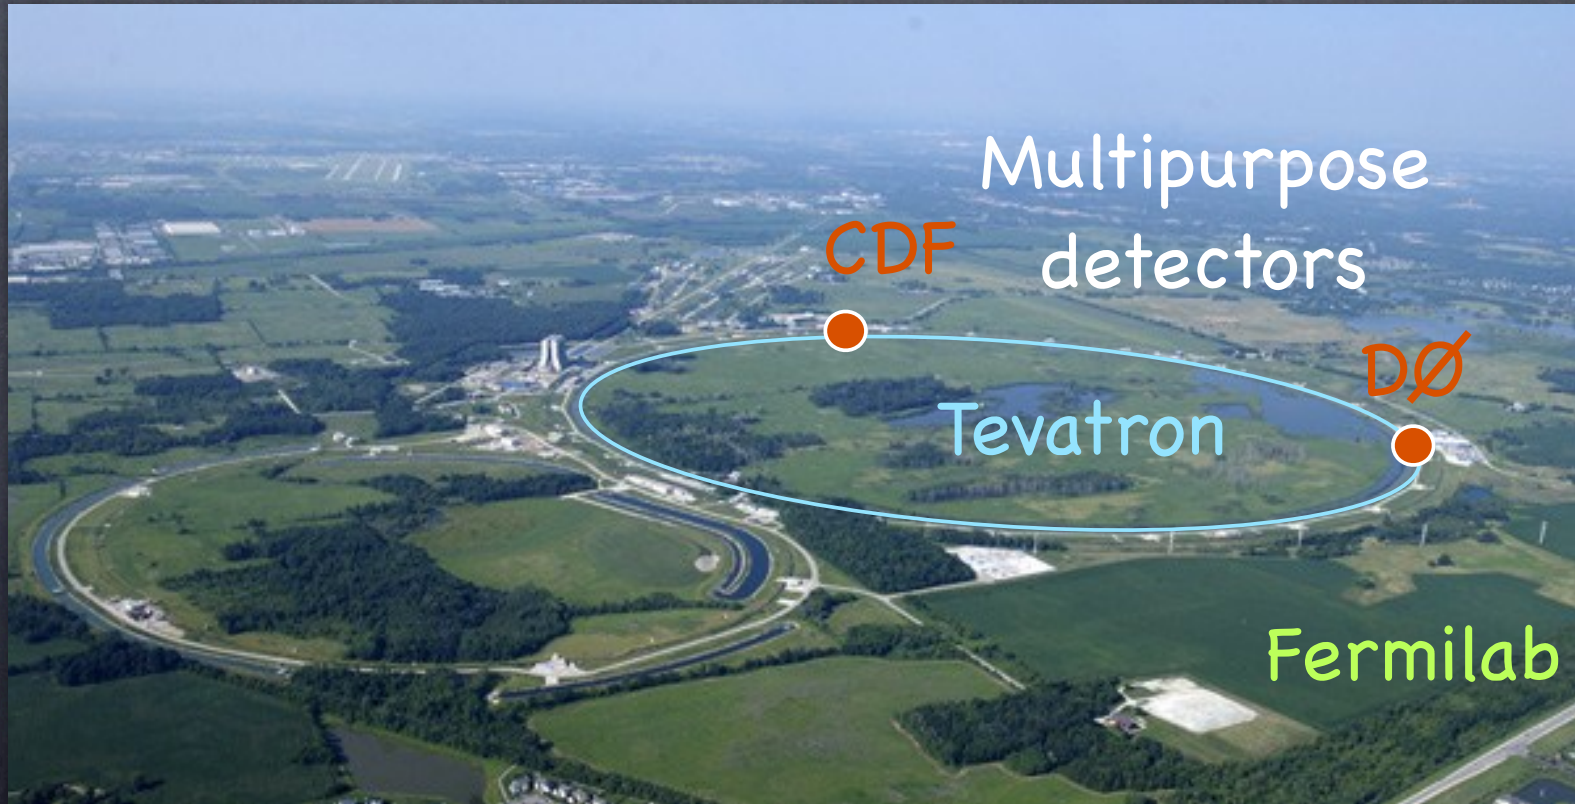 Multipurpose
detectors
CDF
DØ
Tevatron
Fermilab